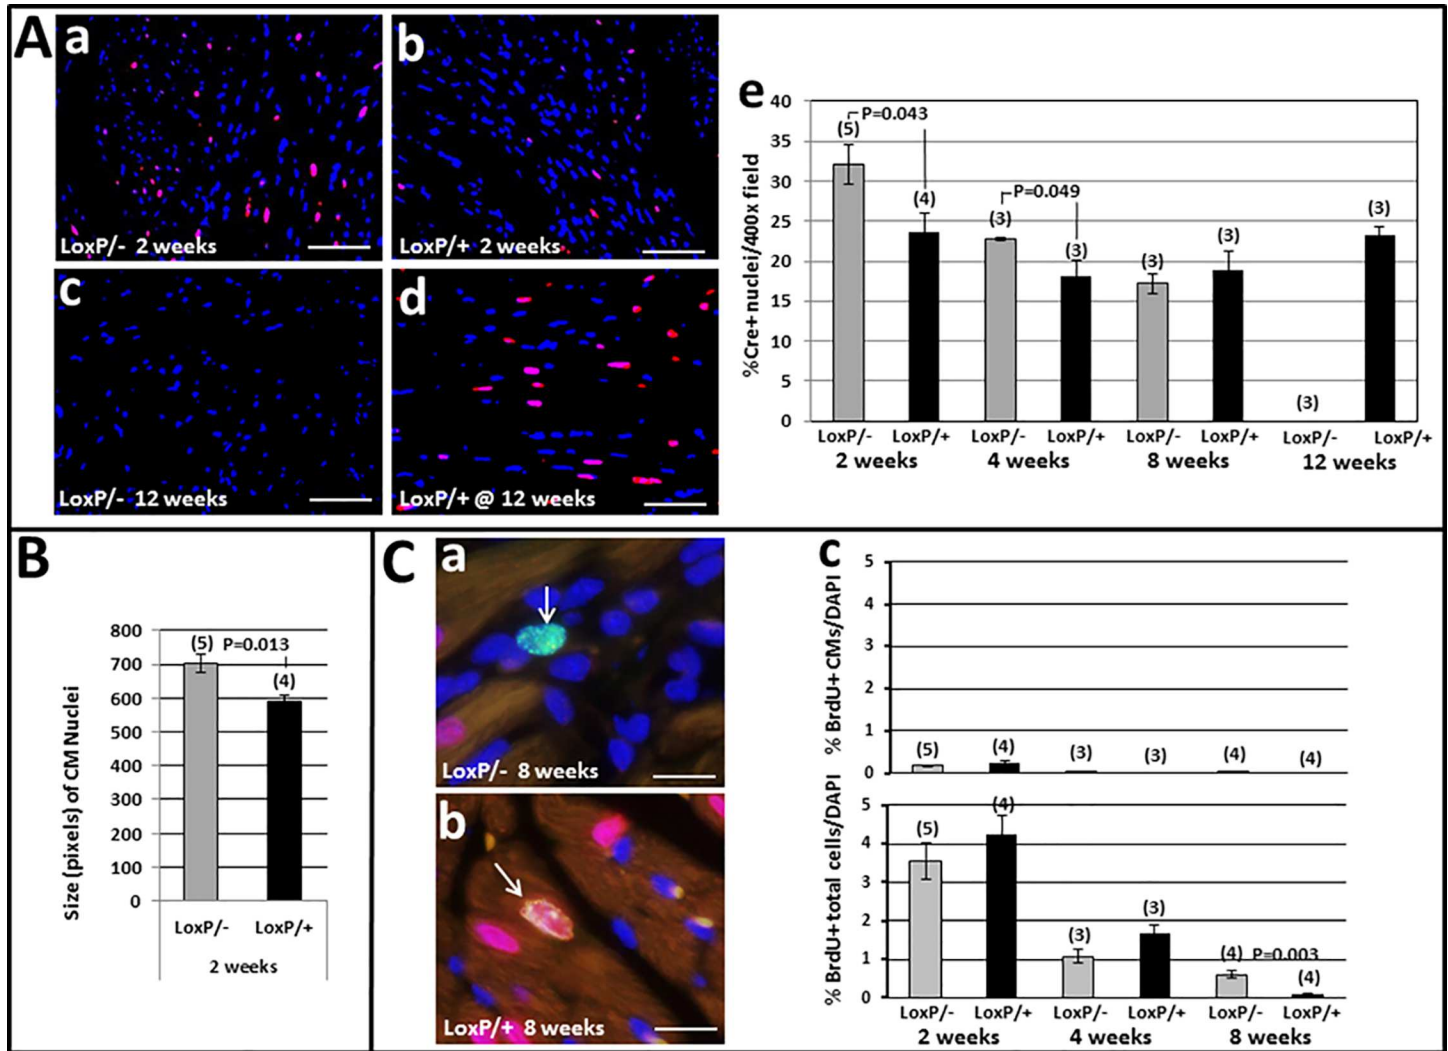 A
a
LoxP/- 2 weeks
b
LoxP/+ 2 weeks
c
LoxP/- 12 weeks
d
LoxP/+ @ 12 weeks
e
%Cre+ nuclei/400x field
40
35
30
25
20
15
10
5
0
(5)
P=0.043
(4)
(3)
P=0.049
(3)
(3)
(3)
(3)
(3)
LoxP/- LoxP/+ LoxP/- LoxP/+ LoxP/- LoxP/+ LoxP/- LoxP/+
2 weeks 4 weeks 8 weeks 12 weeks
B
Size (pixels) of CM Nuclei
800
700
600
500
400
300
200
100
0
(5) P=0.013
(4)
LoxP/- LoxP/+
2 weeks
C
a
LoxP/- 8 weeks
b
LoxP/+ 8 weeks
c
% BrdU+ CMs/DAPI
5
4
3
2
1
0
(5) (4) (3) (3) (4) (4)
% BrdU+ total cells/DAPI
5
4
3
2
1
0
(5)
(4)
(3)
(3)
(4) P=0.003
(4)
LoxP/- LoxP/+ LoxP/- LoxP/+ LoxP/- LoxP/+
2 weeks 4 weeks 8 weeks